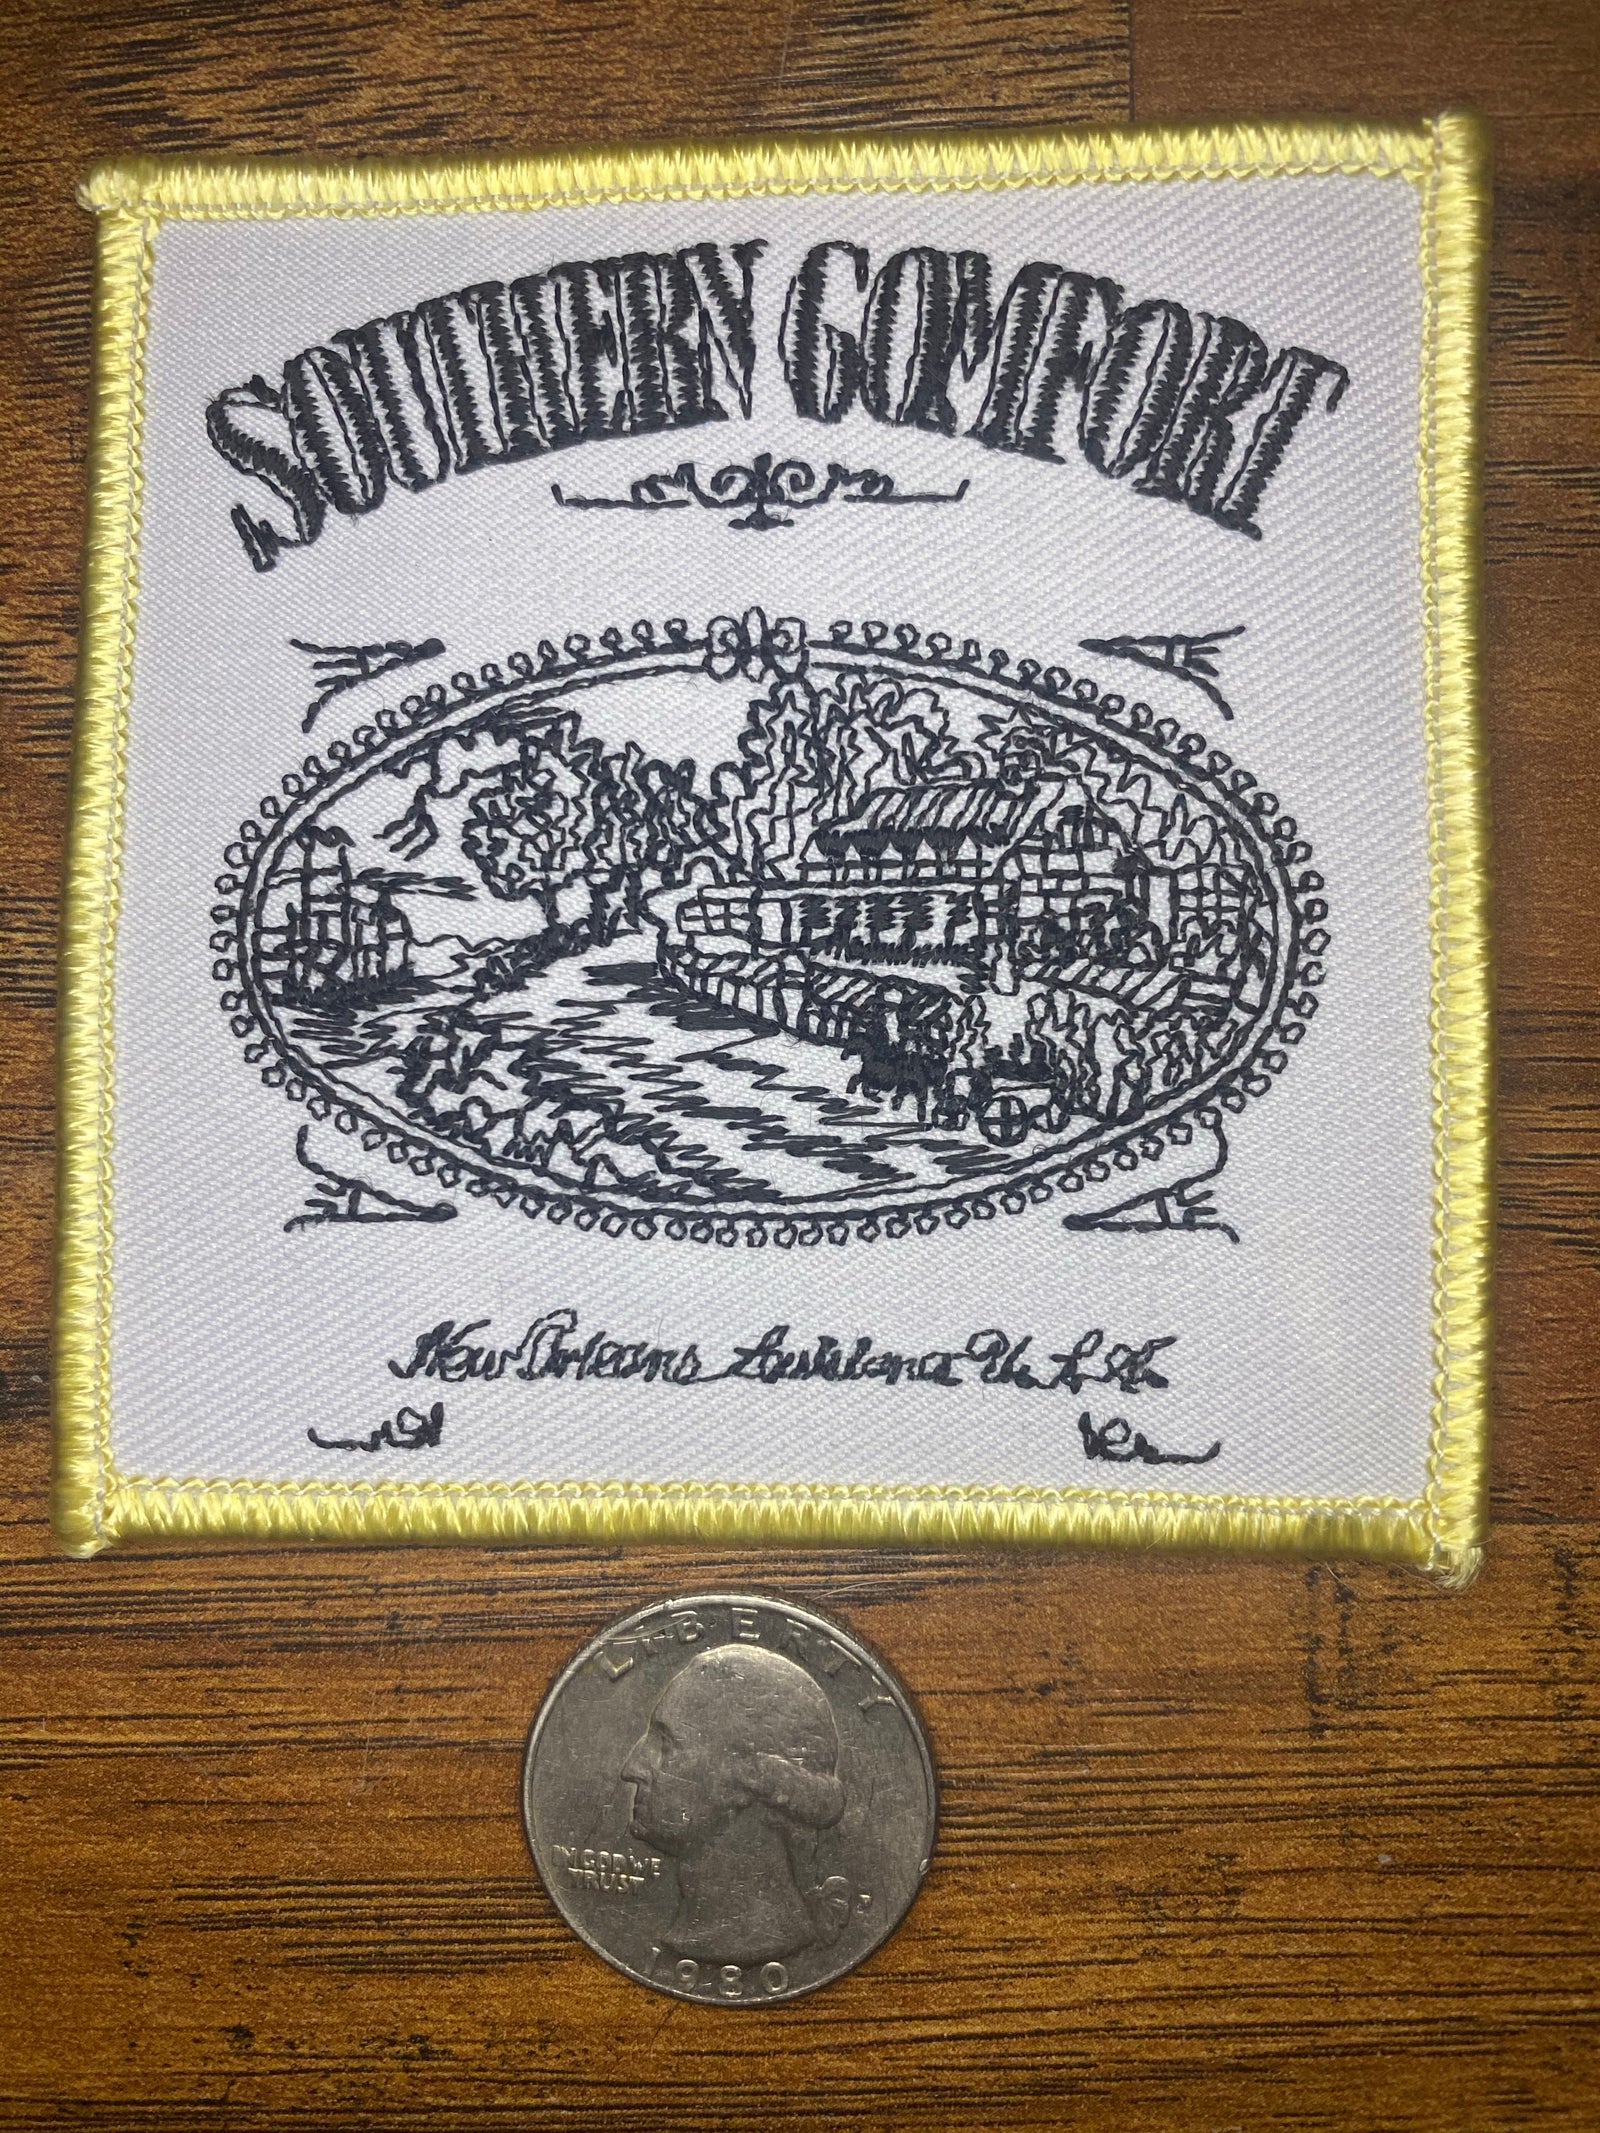 SOUTHERN COMFORT
New Orleans Louisiana U. S. A.
LIBERTY
IN GOD WE
TRUST
P
1980